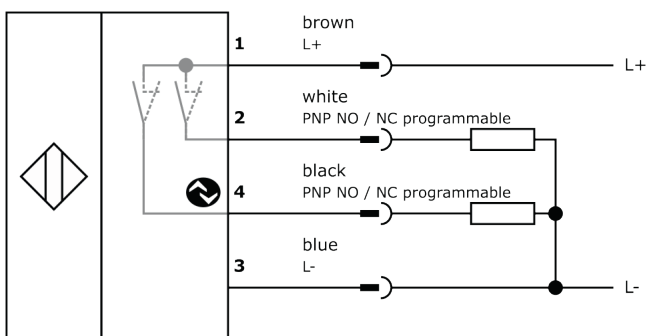 brown
1 L+ L+
white
2 PNP NO / NC programmable
black
4 PNP NO / NC programmable
blue
3 L- L-